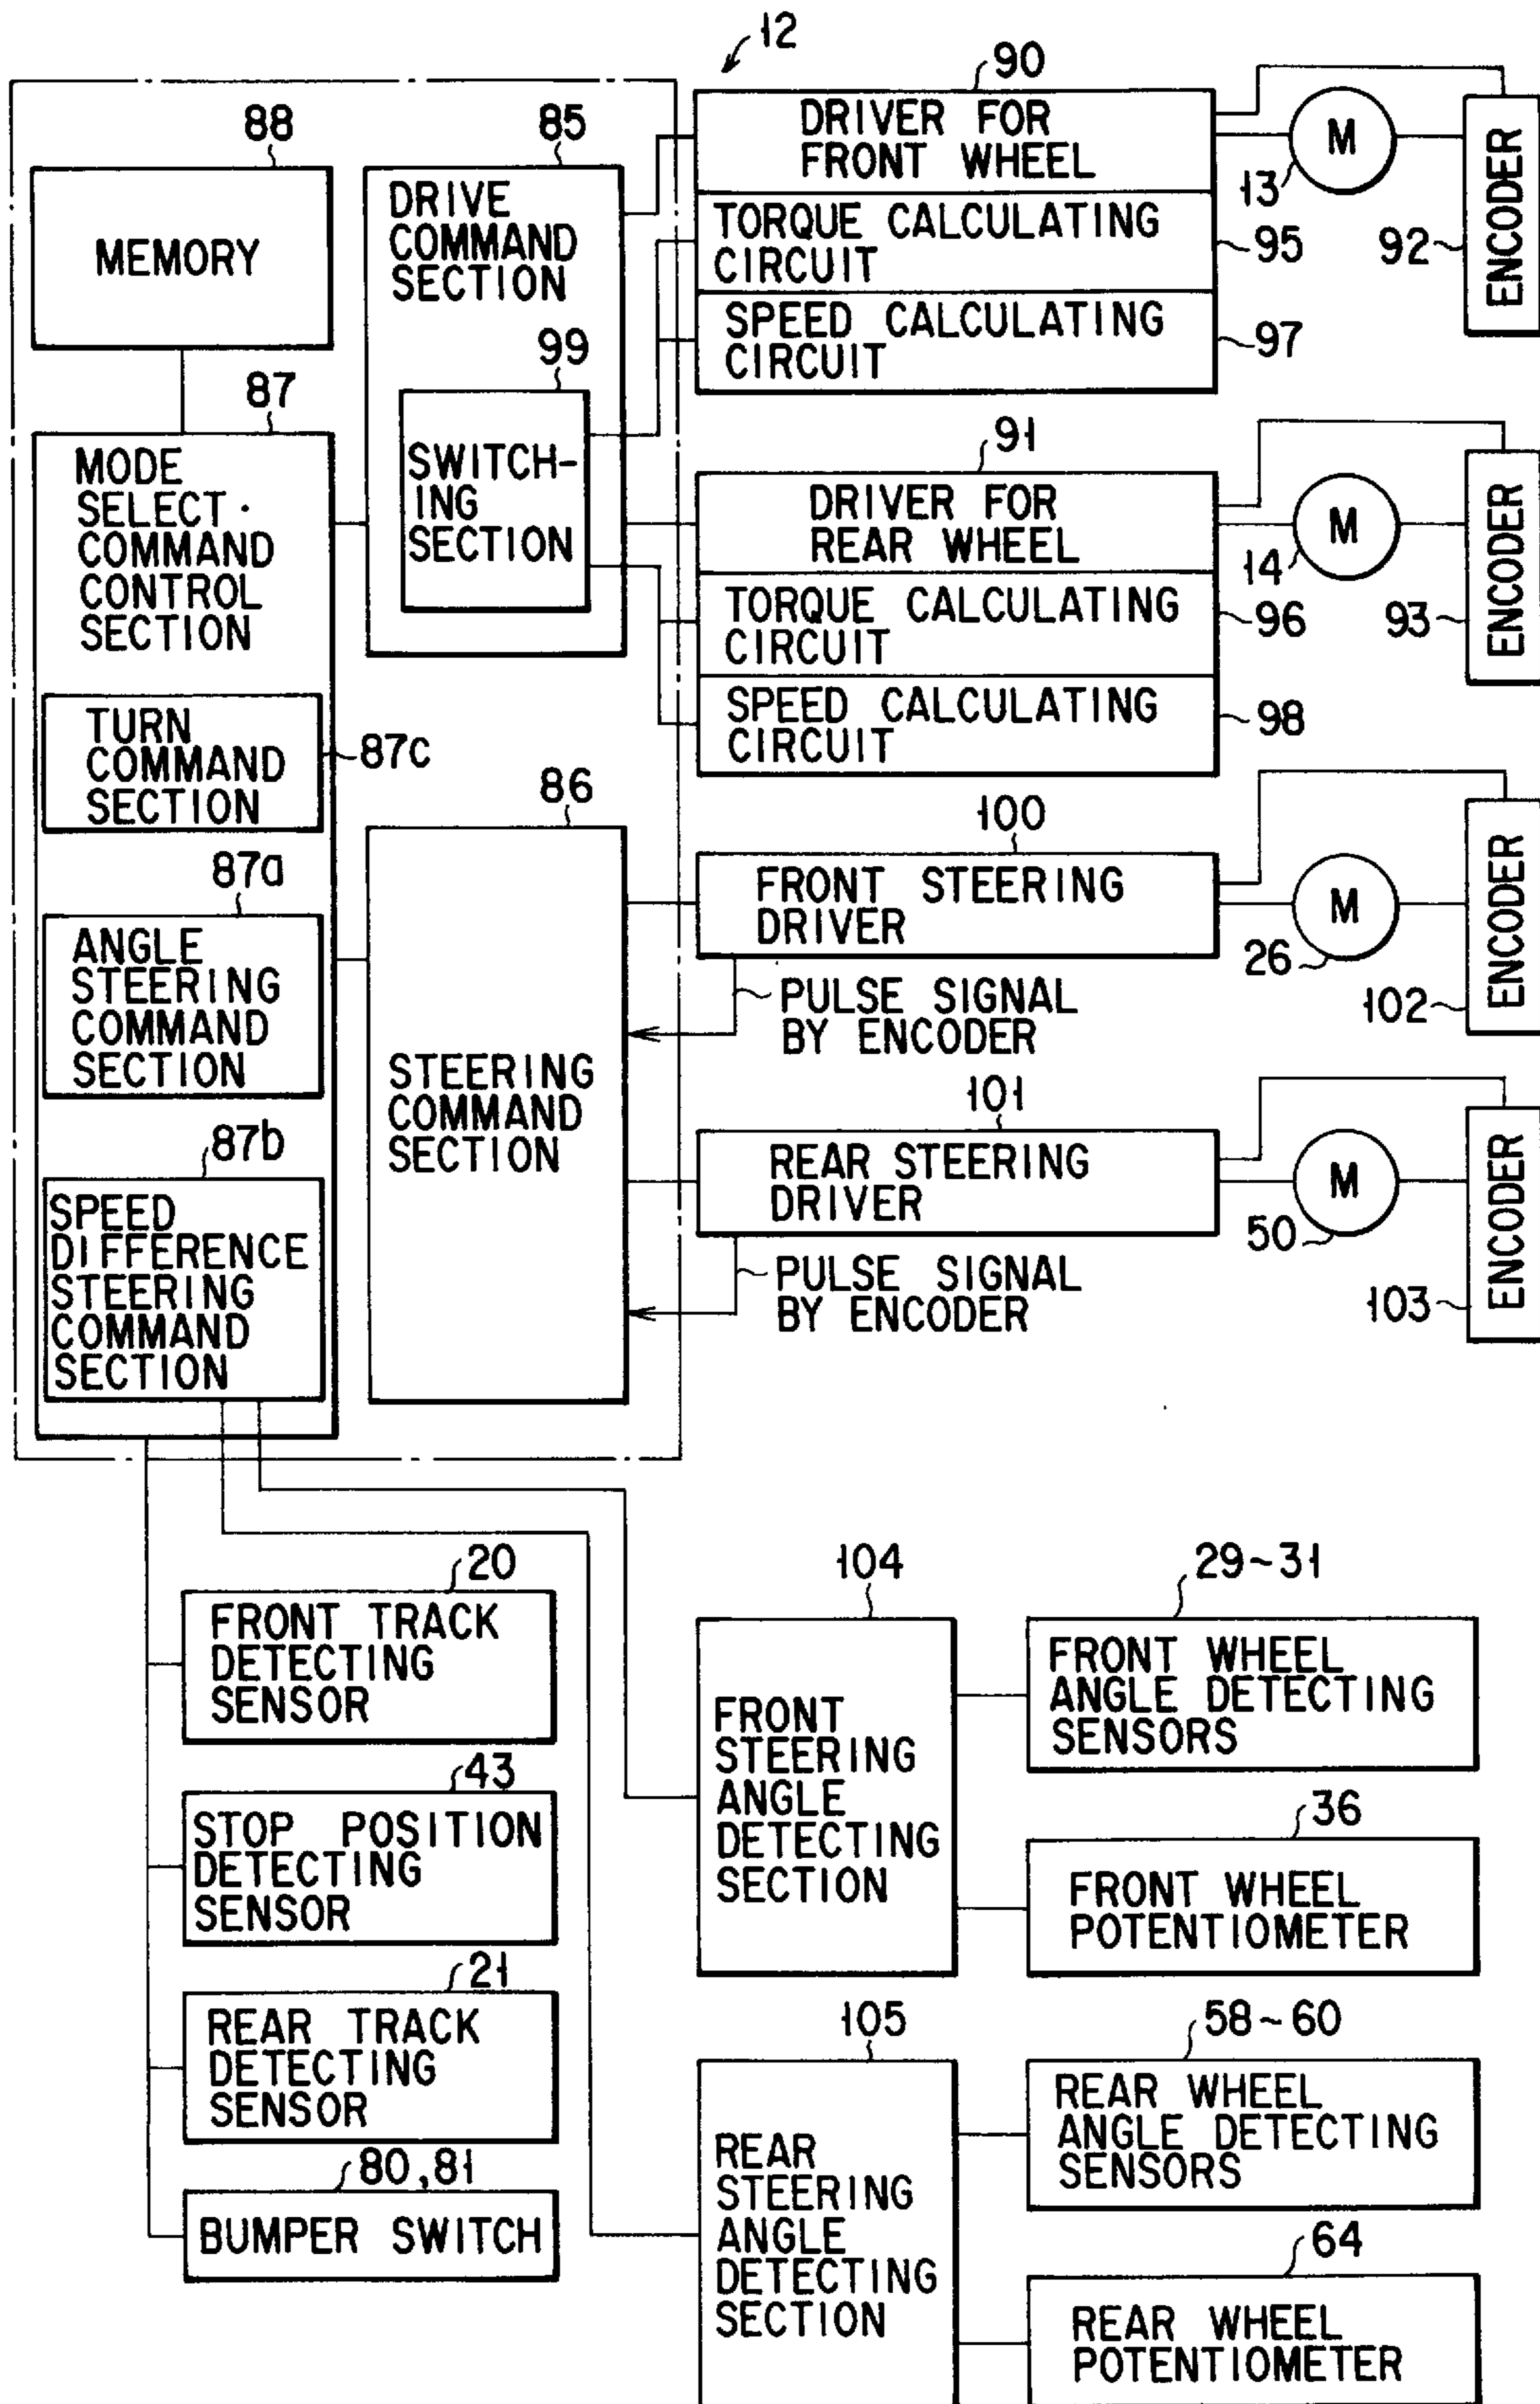 12
88
MEMORY
85
DRIVE
COMMAND
SECTION
99
SWITCH-
ING
SECTION
87
MODE
SELECT·
COMMAND
CONTROL
SECTION
TURN
COMMAND
SECTION
87c
87a
ANGLE
STEERING
COMMAND
SECTION
87b
SPEED
DIFFERENCE
STEERING
COMMAND
SECTION
86
STEERING
COMMAND
SECTION
90
DRIVER FOR
FRONT WHEEL
TORQUE CALCULATING
CIRCUIT
95
SPEED CALCULATING
CIRCUIT
97
M
13
ENCODER
92
91
DRIVER FOR
REAR WHEEL
TORQUE CALCULATING
CIRCUIT
96
SPEED CALCULATING
CIRCUIT
98
M
14
ENCODER
93
100
FRONT STEERING
DRIVER
PULSE SIGNAL
BY ENCODER
M
26
ENCODER
102
101
REAR STEERING
DRIVER
PULSE SIGNAL
BY ENCODER
M
50
ENCODER
103
20
FRONT TRACK
DETECTING
SENSOR
43
STOP POSITION
DETECTING
SENSOR
21
REAR TRACK
DETECTING
SENSOR
80,81
BUMPER SWITCH
104
FRONT
STEERING
ANGLE
DETECTING
SECTION
29~31
FRONT WHEEL
ANGLE DETECTING
SENSORS
36
FRONT WHEEL
POTENTIOMETER
105
REAR
STEERING
ANGLE
DETECTING
SECTION
58~60
REAR WHEEL
ANGLE DETECTING
SENSORS
64
REAR WHEEL
POTENTIOMETER